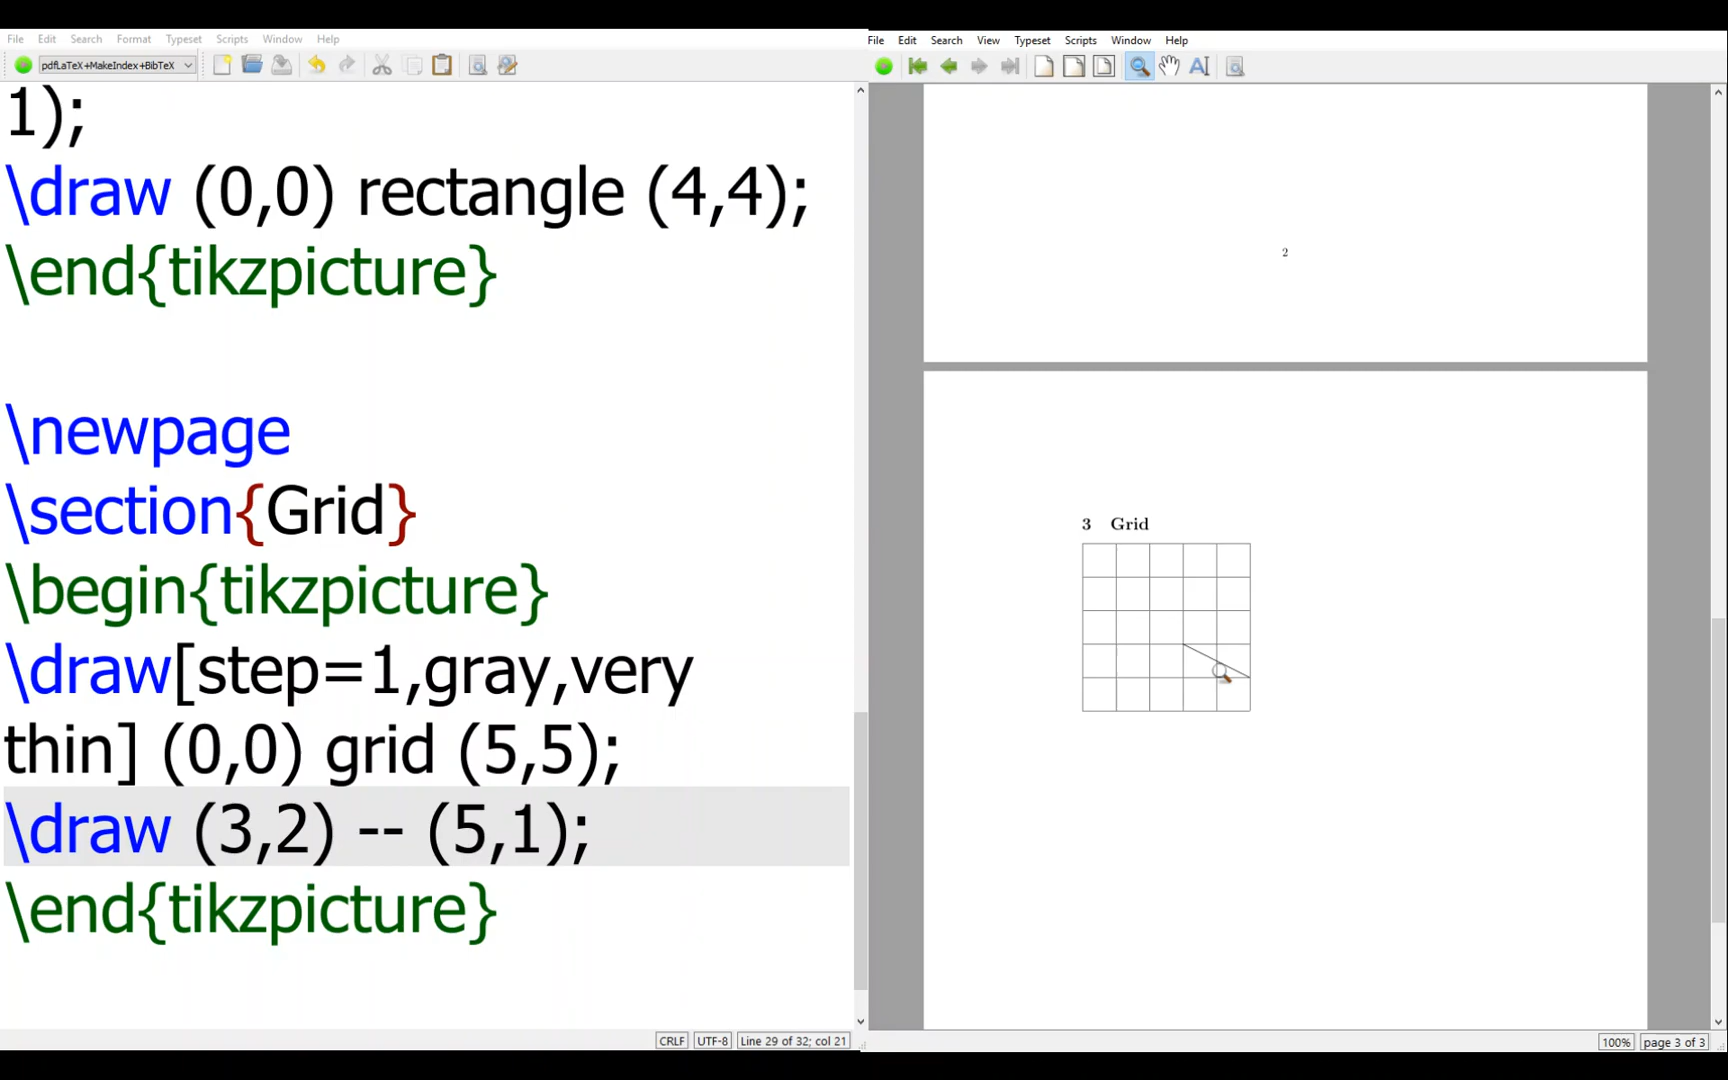 File Edit Search Format Typeset Scripts Window Help
pdfLaTeX+MakeIndex+BibTeX
1);
\draw (0,0) rectangle (4,4);
\end{tikzpicture}
\newpage
\section{Grid}
\begin{tikzpicture}
\draw[step=1,gray,very
thin] (0,0) grid (5,5);
\draw (3,2) -- (5,1);
\end{tikzpicture}
CRLF UTF-8 Line 29 of 32; col 21
File Edit Search View Typeset Scripts Window Help
2
3 Grid
100% page 3 of 3